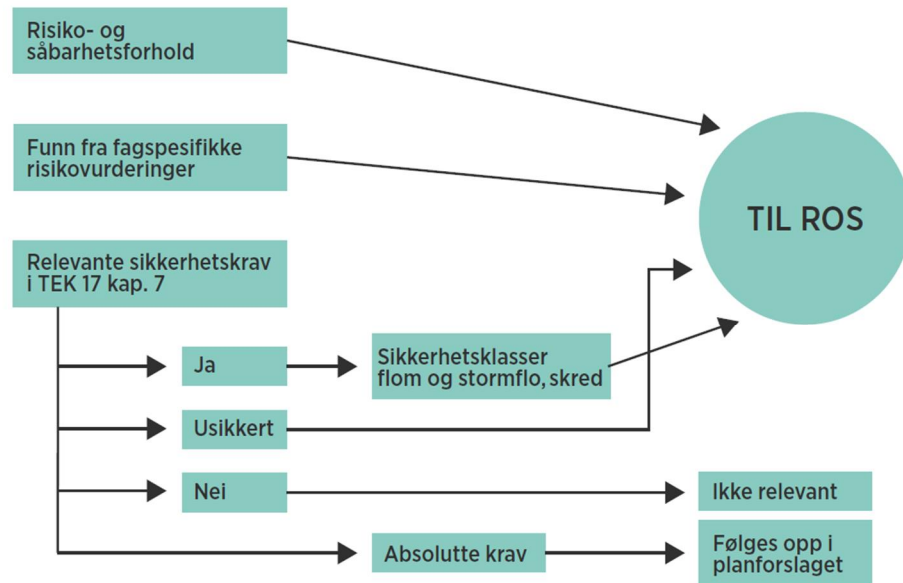 Risiko- og
såbarhetsforhold
Funn fra fagspesifikke
risikovurderinger
TIL ROS
Relevante sikkerhetskrav
i TEK 17 kap. 7
Ja
Sikkerhetsklasser
flom og stormflo, skred
Usikkert
Nei
Ikke relevant
Absolutte krav
Følges opp i
planforslaget